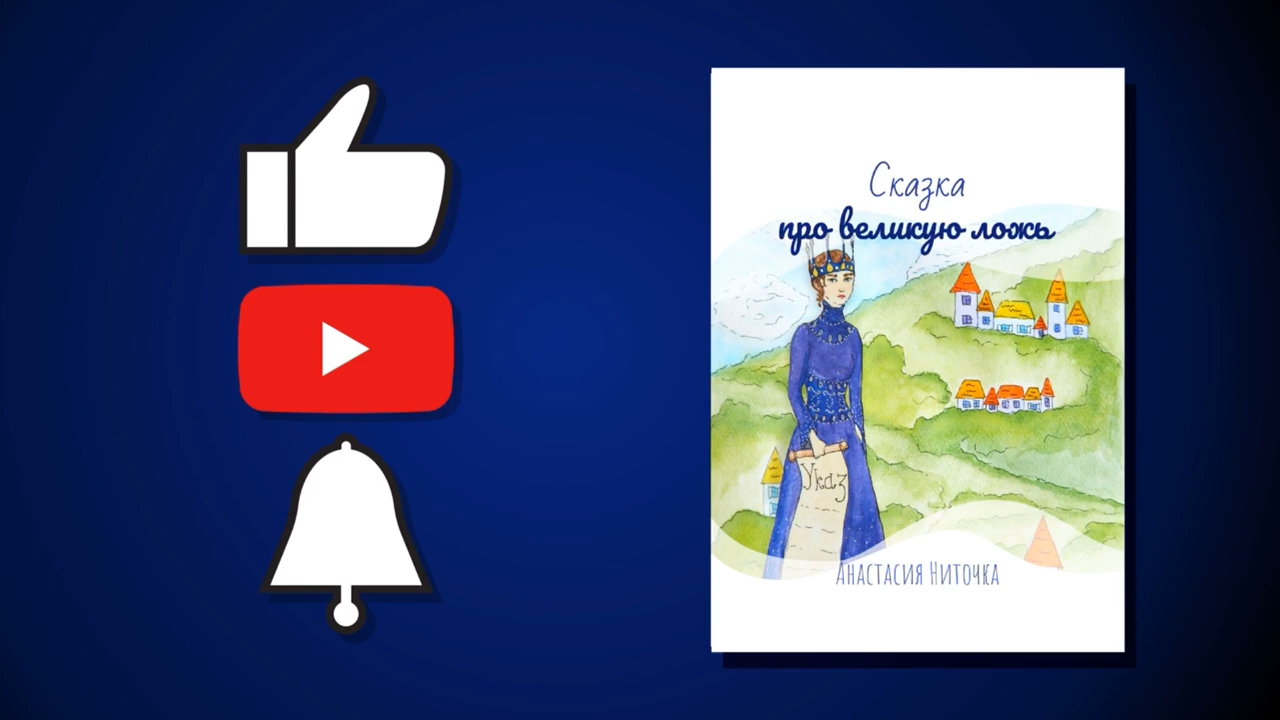 Сказка
про великую ложь
Указ
Анастасия Ниточка